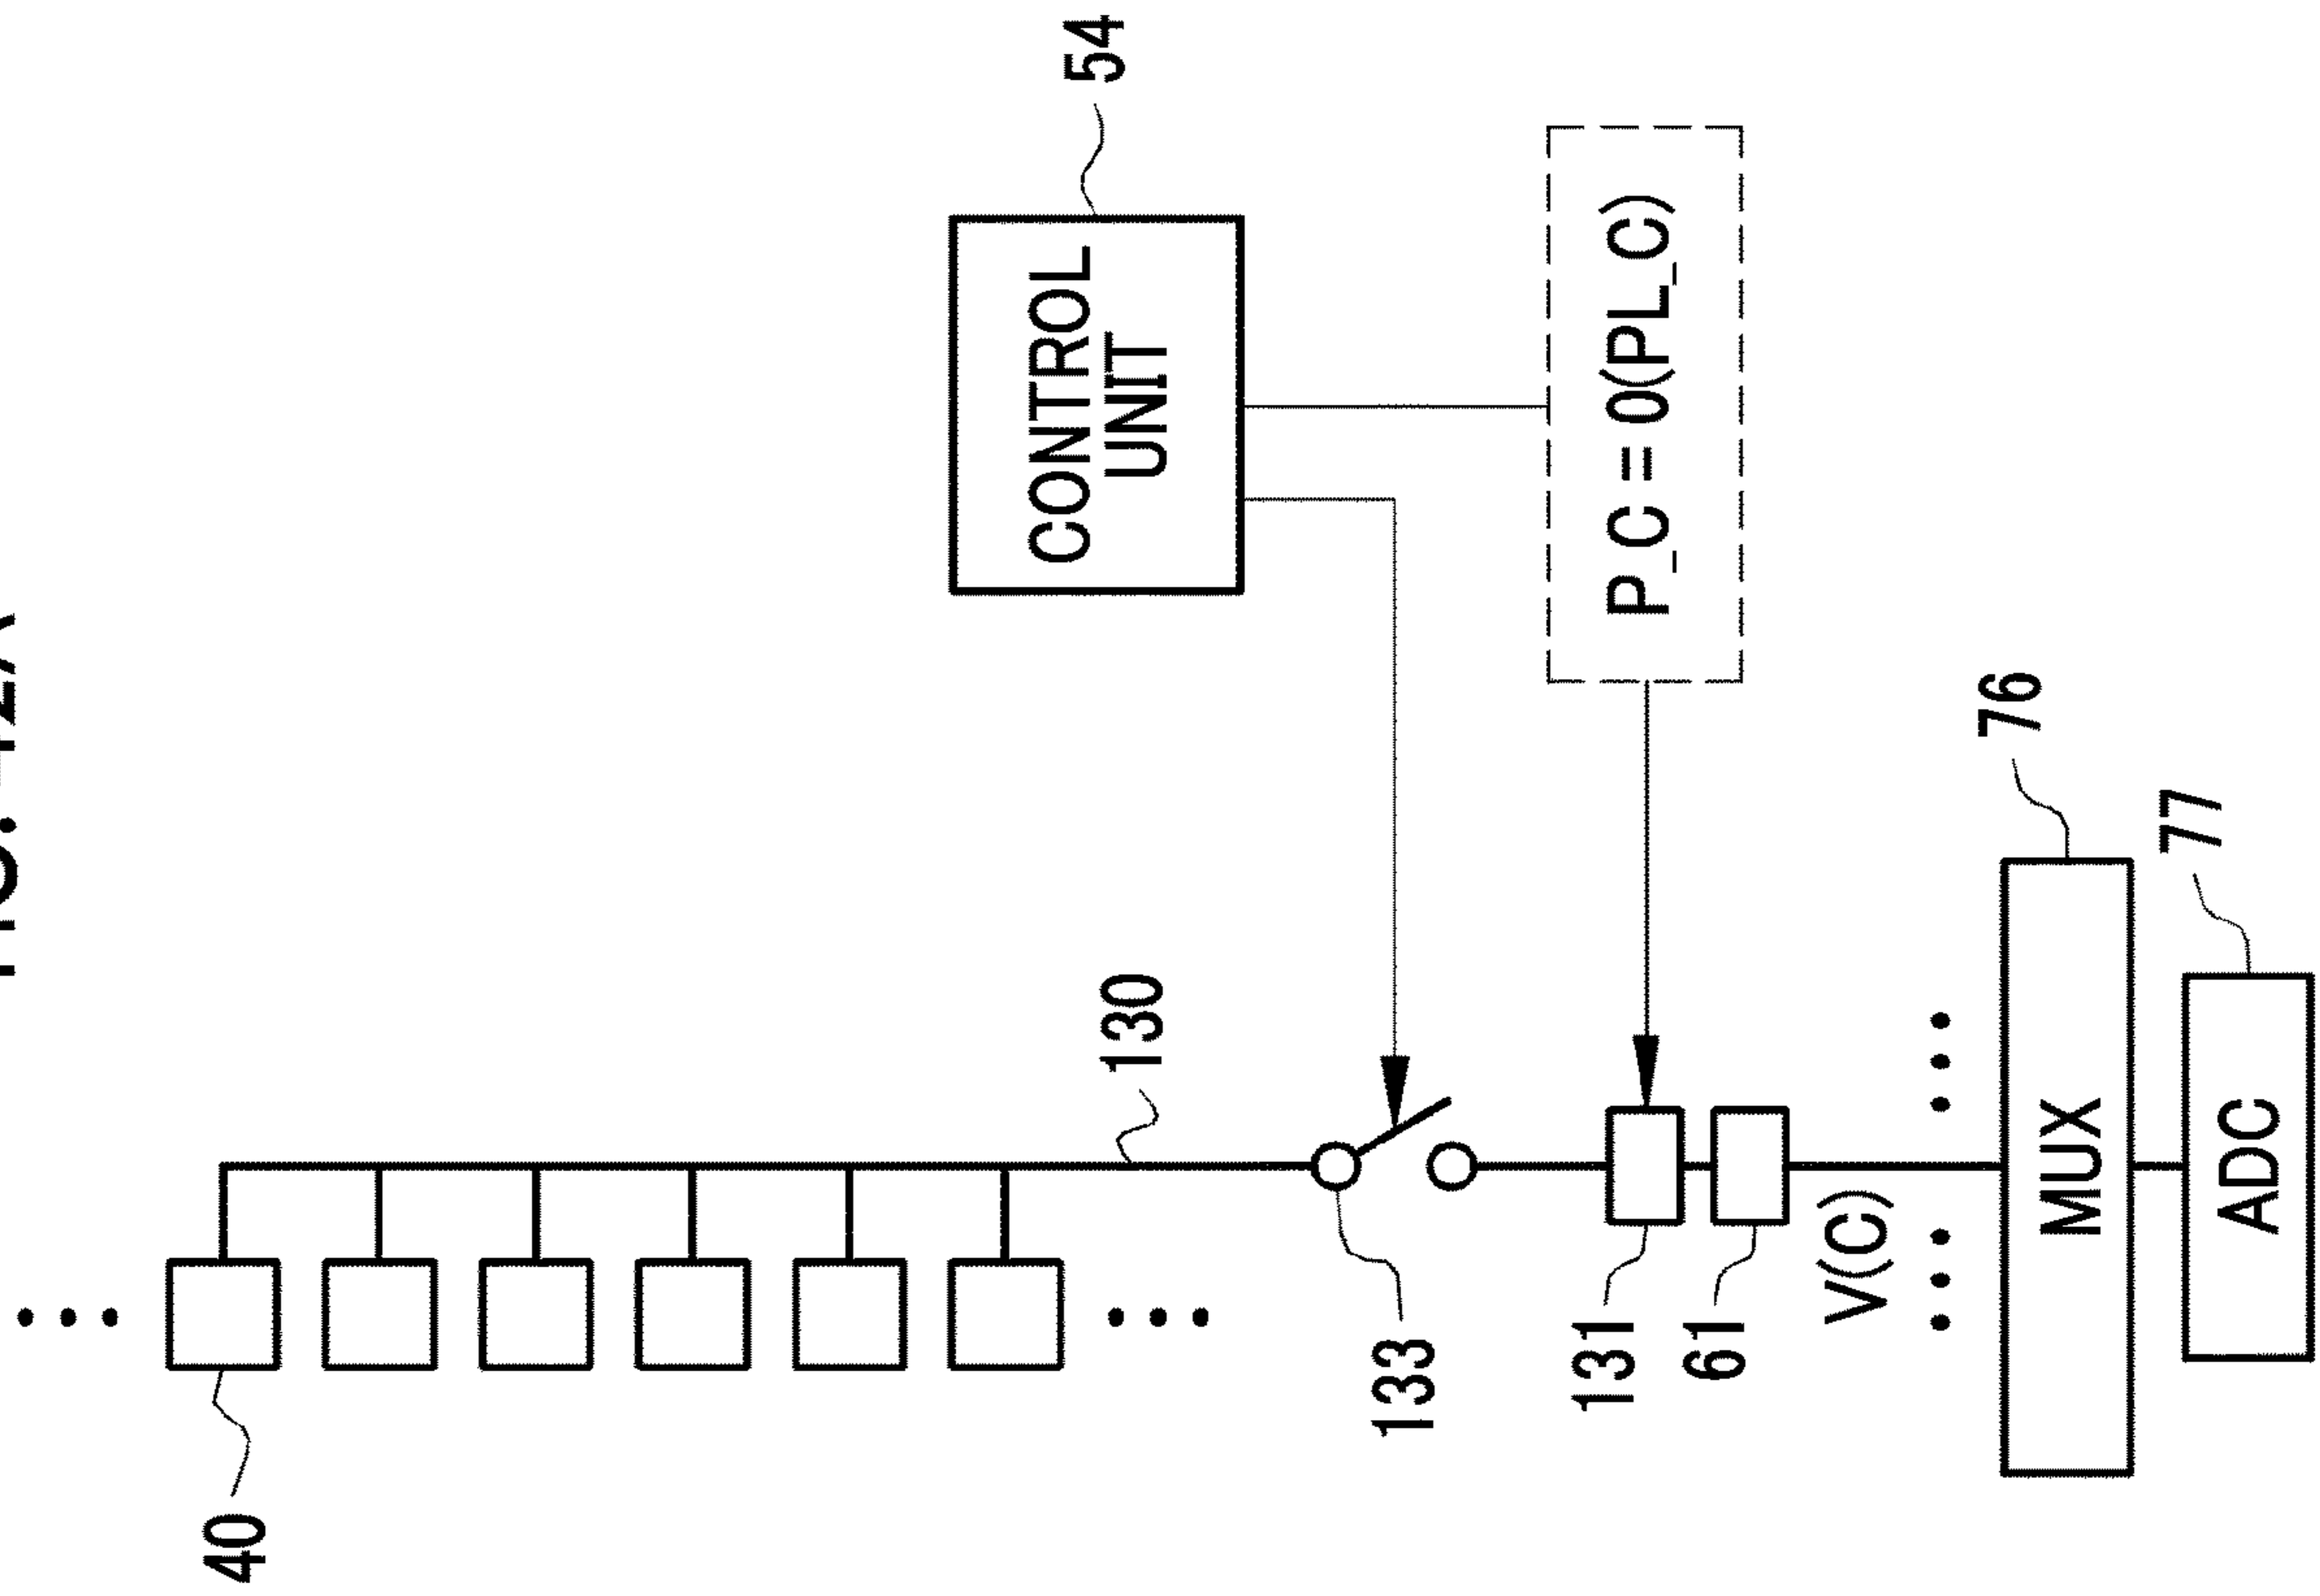 40
54
CONTROL
UNIT
130
133
131
P_C = 0(PL_C)
61
V(C)
76
MUX
77
ADC